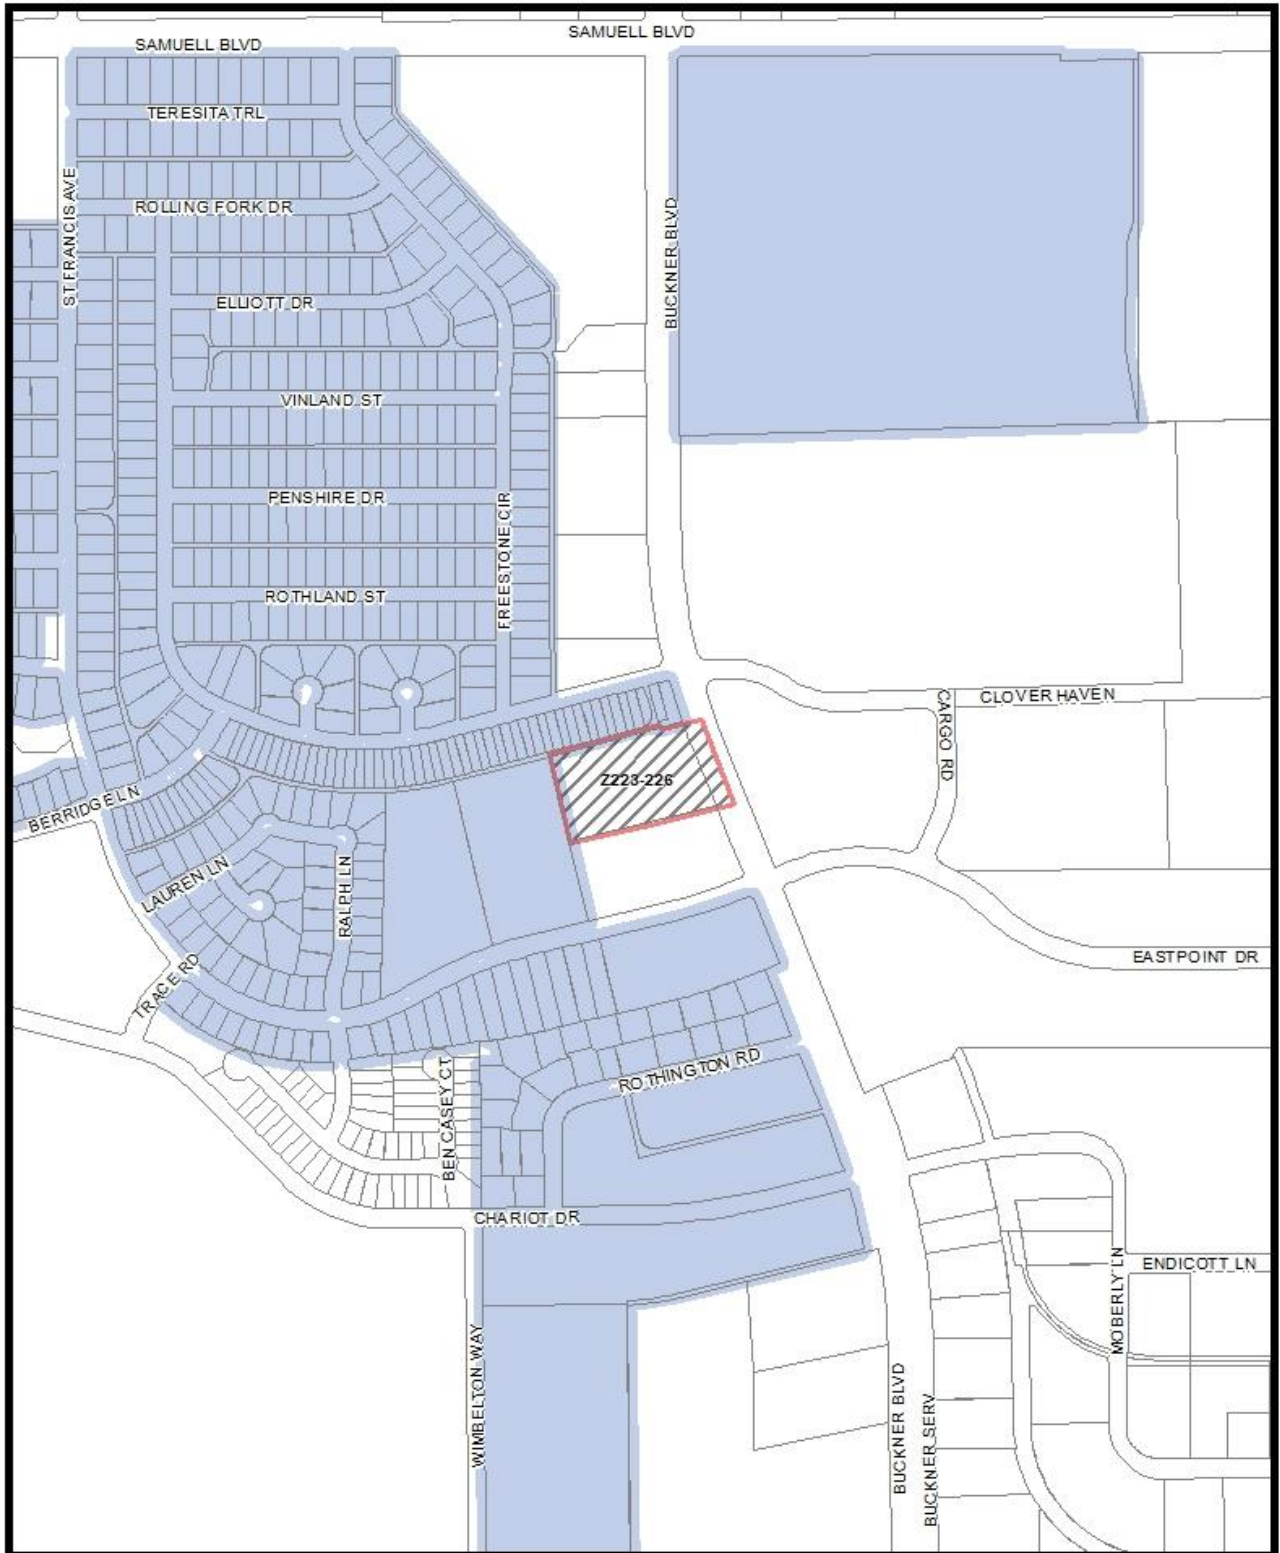 SAMUELL BLVD
SAMUELL BLVD
TERESITA TRL
ST FRANCIS AVE
ROLLING FORK DR
BUCKNER BLVD
ELLIOTT DR
VINLAND ST
PENSHIRE DR
FREESTONE CIR
ROTHLAND ST
CLOVER HAVEN
CARGO RD
Z223-226
BERRIDGE LN
LAUREN LN
RALPH LN
TRACE RD
EASTPOINT DR
ROTHINGTON RD
BEN CASEY CT
CHARIOT DR
ENDICOTT LN
MOBERLY LN
WIMBELTON WAY
BUCKNER BLVD
BUCKNER SERV